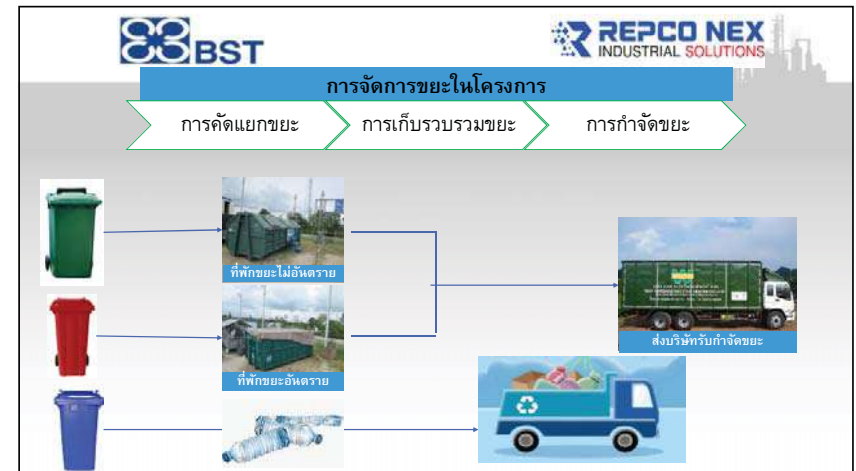 BST
REPCO NEX
INDUSTRIAL SOLUTIONS
การจัดการขยะในโครงการ
การคัดแยกขยะ
การเก็บรวบรวมขยะ
การกำจัดขยะ
ที่พักขยะไม่อันตราย
ที่พักขยะอันตราย
ส่งบริษัทรับกำจัดขยะ